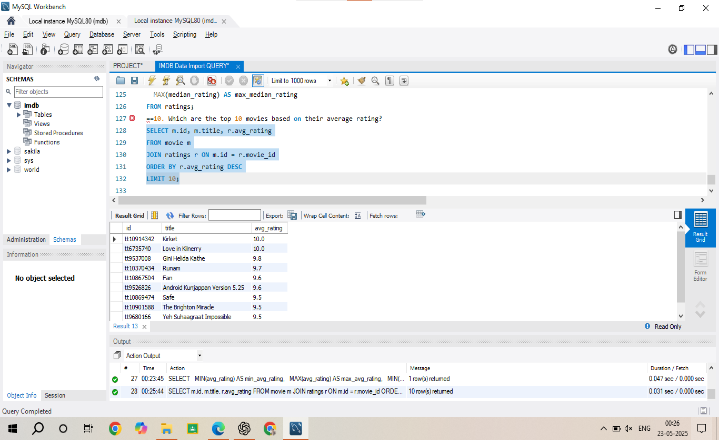 MySQL Workbench
Local instance MySQL80 (imdb) × Local instance MySQL80 (imd... ×
File Edit View Query Database Server Tools Scripting Help
Navigator
PROJECT* IMDB Data Import QUERY* ×
SCHEMAS
Limit to 1000 rows
Filter objects
imdb
Tables
Views
Stored Procedures
Functions
sakila
sys
world
125 MAX(median_rating) AS max_median_rating
126 FROM ratings;
127 ==10. Which are the top 10 movies based on their average rating?
128 SELECT m.id, m.title, r.avg_rating
129 FROM movie m
130 JOIN ratings r ON m.id = r.movie_id
131 ORDER BY r.avg_rating DESC
132 LIMIT 10;
133
Result Grid Filter Rows: Export: Wrap Cell Content: Fetch rows:
id title avg_rating
tt10914342 Kirket 10.0
tt6735740 Love in Kilnerry 10.0
tt9537008 Gini Helida Kathe 9.8
tt10370434 Runam 9.7
tt10867504 Fan 9.6
tt9526826 Android Kunjappan Version 5.25 9.6
tt10869474 Safe 9.5
tt10901588 The Brighton Miracle 9.5
tt9680166 Yeh Suhaagraat Impossible 9.5
Result Grid
Form Editor
Result 13 ×
Read Only
Administration Schemas
Information
No object selected
Output
Action Output
# Time Action Message Duration / Fetch
27 00:23:45 SELECT MIN(avg_rating) AS min_avg_rating, MAX(avg_rating) AS max_avg_rating, MIN(... 1 row(s) returned 0.047 sec / 0.000 sec
28 00:25:44 SELECT m.id, m.title, r.avg_rating FROM movie m JOIN ratings r ON m.id = r.movie_id ORDE... 10 row(s) returned 0.031 sec / 0.000 sec
Object Info Session
Query Completed
ENG
00:26
23-05-2025